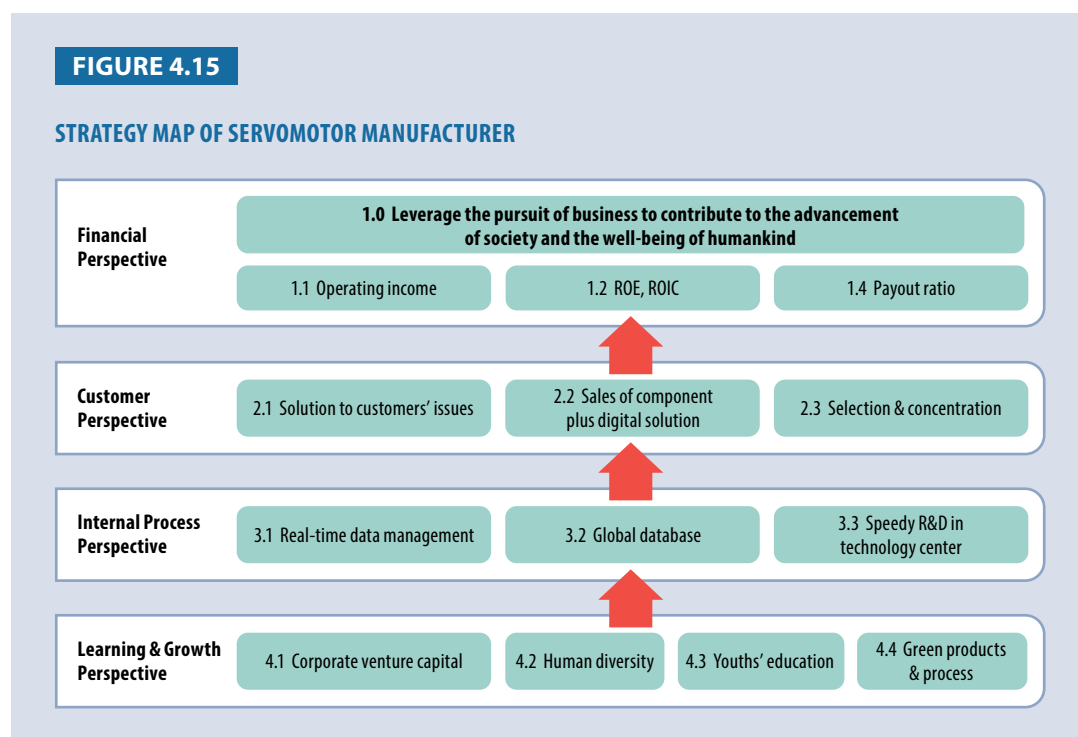 FIGURE 4.15
STRATEGY MAP OF SERVOMOTOR MANUFACTURER
Financial
Perspective
1.0 Leverage the pursuit of business to contribute to the advancement
of society and the well-being of humankind
1.1 Operating income
1.2 ROE, ROIC
1.4 Payout ratio
Customer
Perspective
2.1 Solution to customers’ issues
2.2 Sales of component
plus digital solution
2.3 Selection & concentration
Internal Process
Perspective
3.1 Real-time data management
3.2 Global database
3.3 Speedy R&D in
technology center
Learning & Growth
Perspective
4.1 Corporate venture capital
4.2 Human diversity
4.3 Youths’ education
4.4 Green products
& process